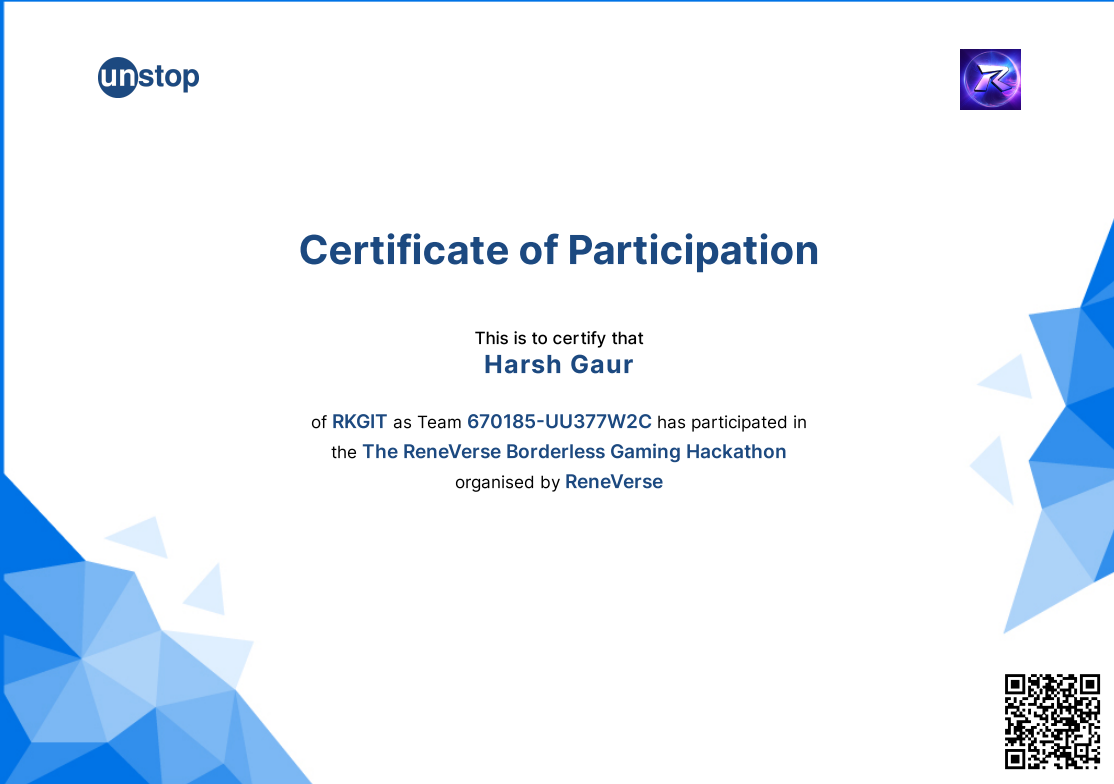 unstop
R
Certificate of Participation
This is to certify that
Harsh Gaur
of RKGIT as Team 670185-UU377W2C has participated in
the The ReneVerse Borderless Gaming Hackathon
organised by ReneVerse